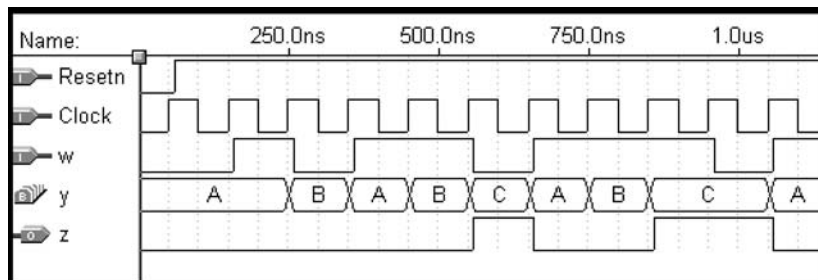 Name: 250.0ns 500.0ns 750.0ns 1.0us
Resetn
Clock
w
y A B A B C A B C A
z